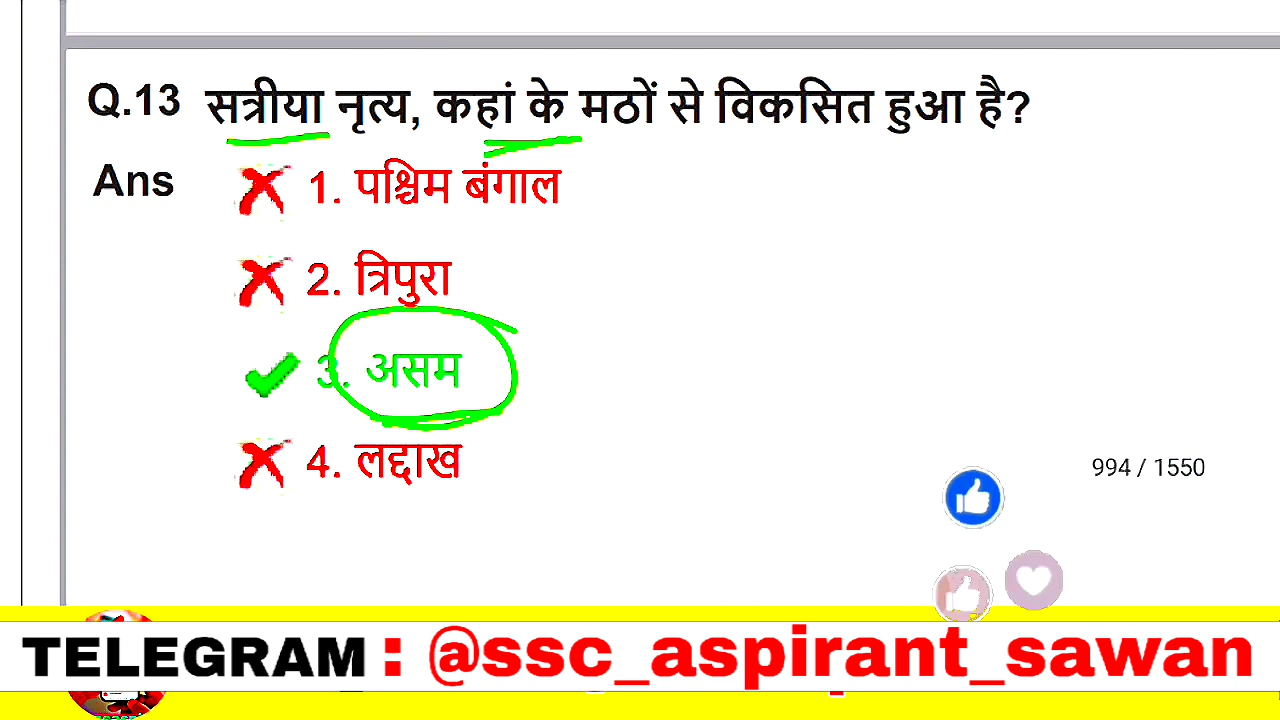 Q.13 सत्रीया नृत्य, कहां के मठों से विकसित हुआ है?
Ans 1. पश्चिम बंगाल
2. त्रिपुरा
3. असम
4. लद्दाख
994 / 1550
TELEGRAM : @ssc_aspirant_sawan